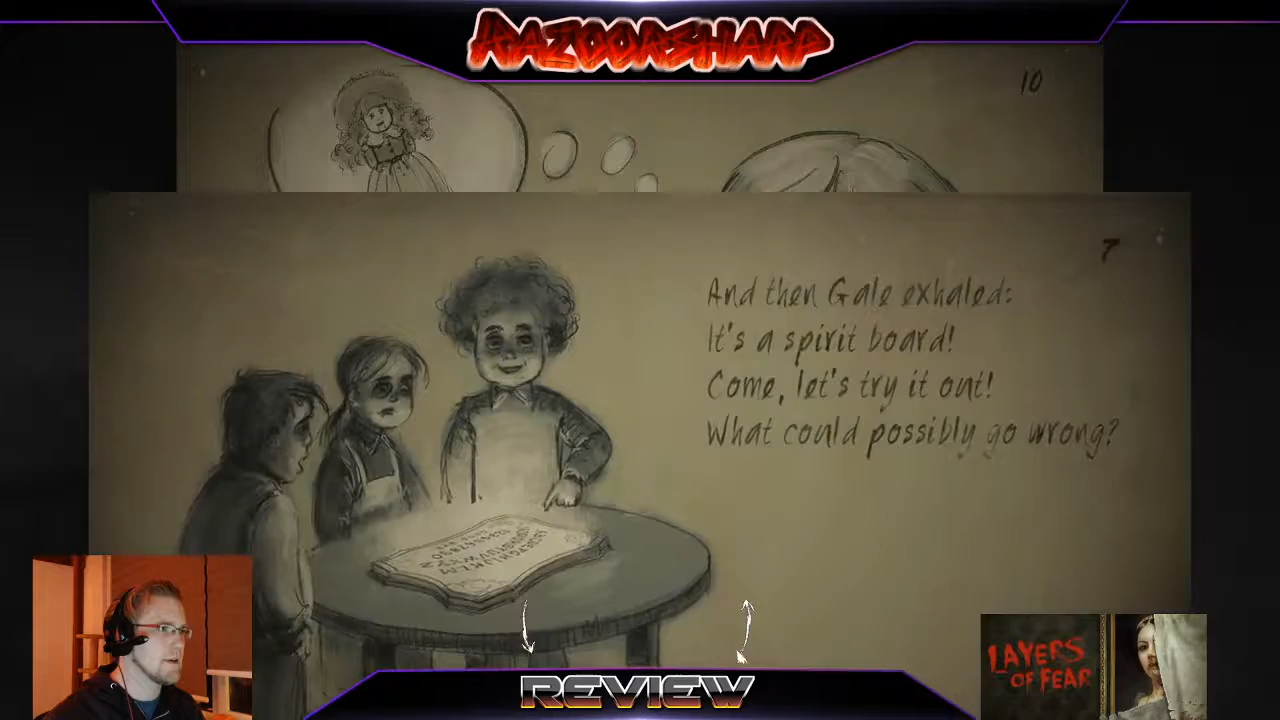 RAZOORSHARP
10
7
And then Gale exhaled:
It's a spirit board!
Come, let's try it out!
What could possibly go wrong?
LAYERS
OF FEAR
REVIEW